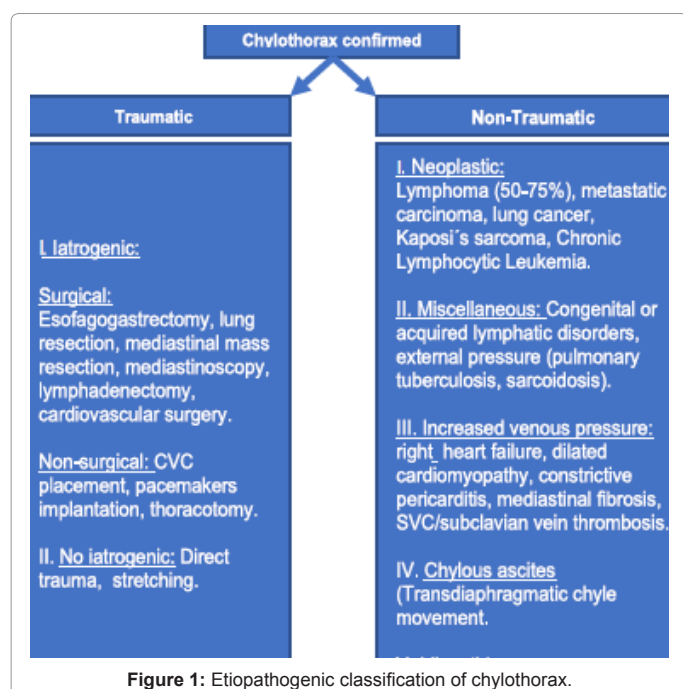 Chylothorax confirmed
Traumatic
I. Iatrogenic:
Surgical:
Esofagogastrectomy, lung
resection, mediastinal mass
resection, mediastinoscopy,
lymphadenectomy,
cardiovascular surgery.
Non-surgical: CVC
placement, pacemakers
implantation, thoracotomy.
II. No iatrogenic: Direct
trauma, stretching.
Non-Traumatic
I. Neoplastic:
Lymphoma (50-75%), metastatic
carcinoma, lung cancer,
Kaposi´s sarcoma, Chronic
Lymphocytic Leukemia.
II. Miscellaneous: Congenital or
acquired lymphatic disorders,
external pressure (pulmonary
tuberculosis, sarcoidosis).
III. Increased venous pressure:
right heart failure, dilated
cardiomyopathy, constrictive
pericarditis, mediastinal fibrosis,
SVC/subclavian vein thrombosis.
IV. Chylous ascites
(Transdiaphragmatic chyle
movement.
Figure 1: Etiopathogenic classification of chylothorax.